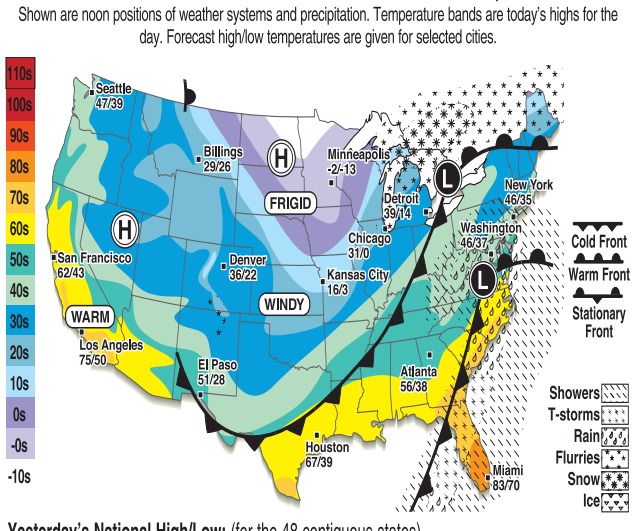 Shown are noon positions of weather systems and precipitation. Temperature bands are today's highs for the
day. Forecast high/low temperatures are given for selected cities.
110s
100s
90s
80s
70s
60s
50s
40s
30s
20s
10s
0s
-0s
-10s
Seattle
47/39
Billings
29/26
H
Minneapolis
-2/-13
FRIGID
L
Detroit
39/14
New York
46/35
Washington
46/37
Chicago
31/0
H
San Francisco
62/43
Denver
36/22
Kansas City
16/3
L
WINDY
WARM
Los Angeles
75/50
El Paso
51/28
Atlanta
56/38
Houston
67/39
Miami
83/70
Cold Front
Warm Front
Stationary
Front
Showers
T-storms
Rain
Flurries
Snow
Ice
Yesterday's National High/Low: (for the 48 contiguous states)